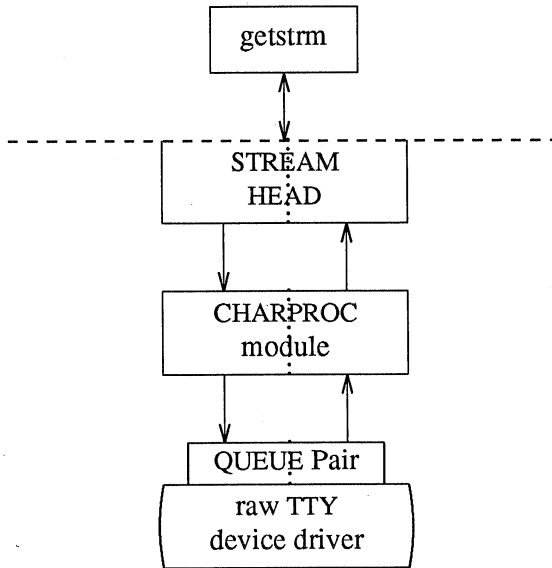 getstrm
STREAM
HEAD
CHARPROC
module
QUEUE Pair
raw TTY
device driver